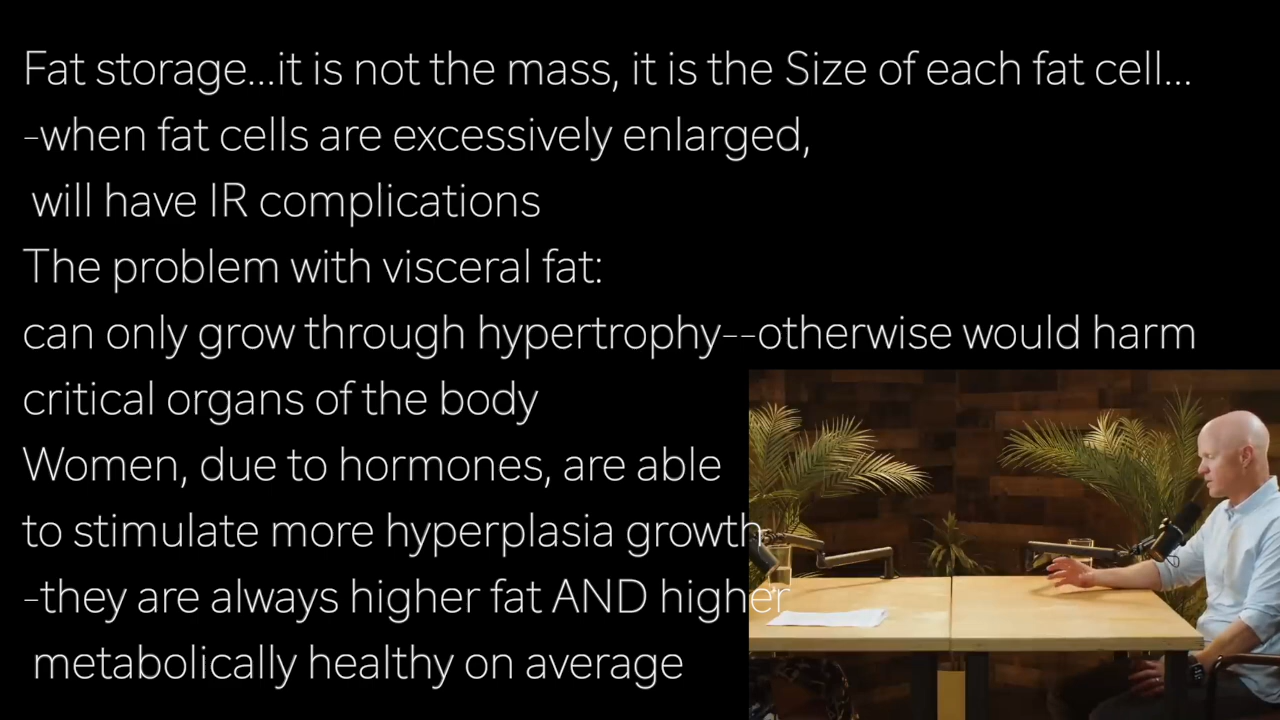 Fat storage...it is not the mass, it is the Size of each fat cell...
-when fat cells are excessively enlarged,
will have IR complications
The problem with visceral fat:
can only grow through hypertrophy--otherwise would harm
critical organs of the body
Women, due to hormones, are able
to stimulate more hyperplasia growth-
-they are always higher fat AND higher
metabolically healthy on average